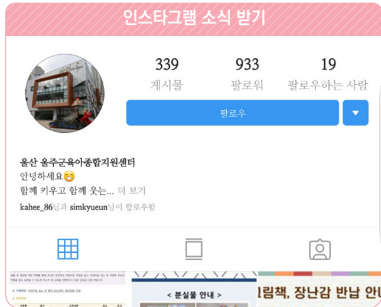 인스타그램 소식 받기
339 933 19
게시물 팔로워 팔로우하는 사람
팔로우
울산 울주군육아종합지원센터
안녕하세요😊
함께 키우고 함께 웃는... 더 보기
kahee_86님과 simkyueun님이 팔로우함
< 분실물 안내 >
림책, 장난감 반납 안